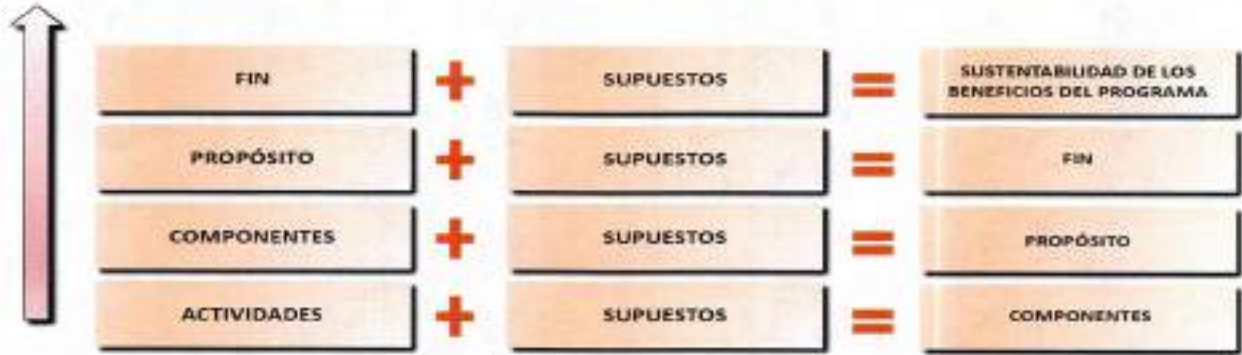 FIN + SUPUESTOS = SUSTENTABILIDAD DE LOS
BENEFICIOS DEL PROGRAMA
PROPÓSITO + SUPUESTOS = FIN
COMPONENTES + SUPUESTOS = PROPÓSITO
ACTIVIDADES + SUPUESTOS = COMPONENTES